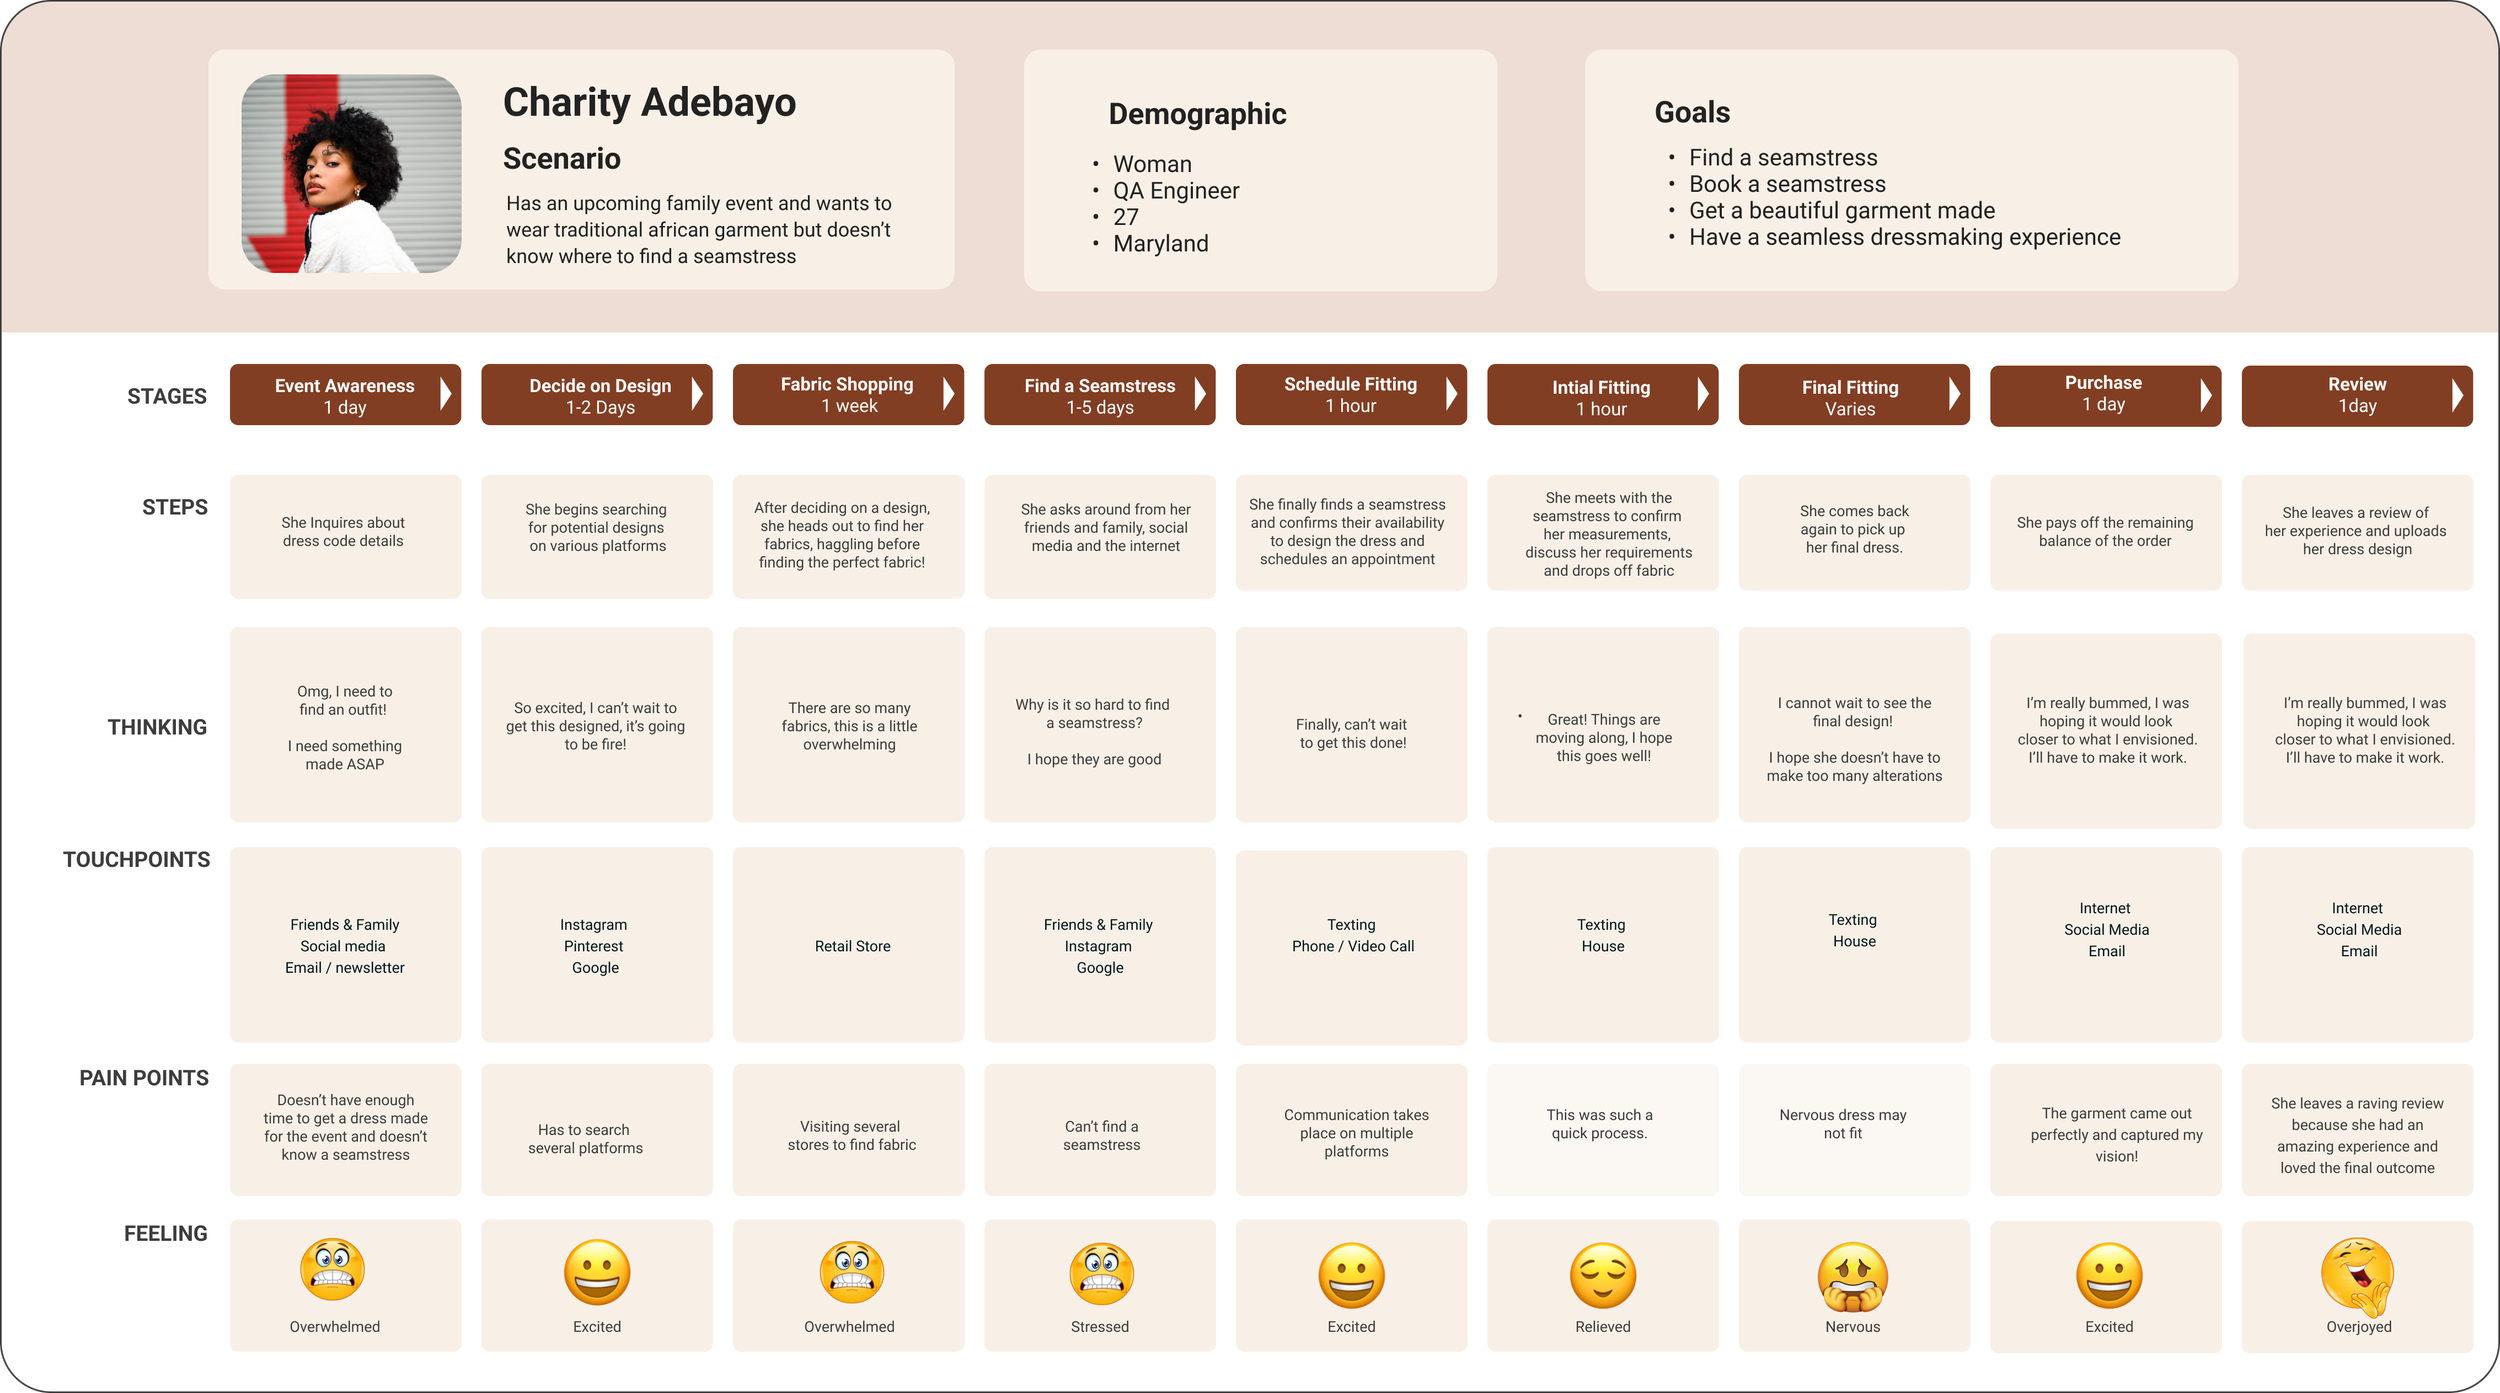 Charity Adebayo
Scenario
Has an upcoming family event and wants to
wear traditional african garment but doesn’t
know where to find a seamstress
Demographic
• Woman
• QA Engineer
• 27
• Maryland
Goals
• Find a seamstress
• Book a seamstress
• Get a beautiful garment made
• Have a seamless dressmaking experience
STAGES
Event Awareness
1 day
Decide on Design
1-2 Days
Fabric Shopping
1 week
Find a Seamstress
1-5 days
Schedule Fitting
1 hour
Intial Fitting
1 hour
Final Fitting
Varies
Purchase
1 day
Review
1day
STEPS
She Inquires about
dress code details
She begins searching
for potential designs
on various platforms
After deciding on a design,
she heads out to find her
fabrics, haggling before
finding the perfect fabric!
She asks around from her
friends and family, social
media and the internet
She finally finds a seamstress
and confirms their availability
to design the dress and
schedules an appointment
She meets with the
seamstress to confirm
her measurements,
discuss her requirements
and drops off fabric
She comes back
again to pick up
her final dress.
She pays off the remaining
balance of the order
She leaves a review of
her experience and uploads
her dress design
THINKING
Omg, I need to
find an outfit!
I need something
made ASAP
So excited, I can’t wait to
get this designed, it’s going
to be fire!
There are so many
fabrics, this is a little
overwhelming
Why is it so hard to find
a seamstress?
I hope they are good
Finally, can’t wait
to get this done!
• Great! Things are
moving along, I hope
this goes well!
I cannot wait to see the
final design!
I hope she doesn’t have to
make too many alterations
I’m really bummed, I was
hoping it would look
closer to what I envisioned.
I’ll have to make it work.
I’m really bummed, I was
hoping it would look
closer to what I envisioned.
I’ll have to make it work.
TOUCHPOINTS
Friends & Family
Social media
Email / newsletter
Instagram
Pinterest
Google
Retail Store
Friends & Family
Instagram
Google
Texting
Phone / Video Call
Texting
House
Texting
House
Internet
Social Media
Email
Internet
Social Media
Email
PAIN POINTS
Doesn’t have enough
time to get a dress made
for the event and doesn’t
know a seamstress
Has to search
several platforms
Visiting several
stores to find fabric
Can’t find a
seamstress
Communication takes
place on multiple
platforms
This was such a
quick process.
Nervous dress may
not fit
The garment came out
perfectly and captured my
vision!
She leaves a raving review
because she had an
amazing experience and
loved the final outcome
FEELING
Overwhelmed
Excited
Overwhelmed
Stressed
Excited
Relieved
Nervous
Excited
Overjoyed